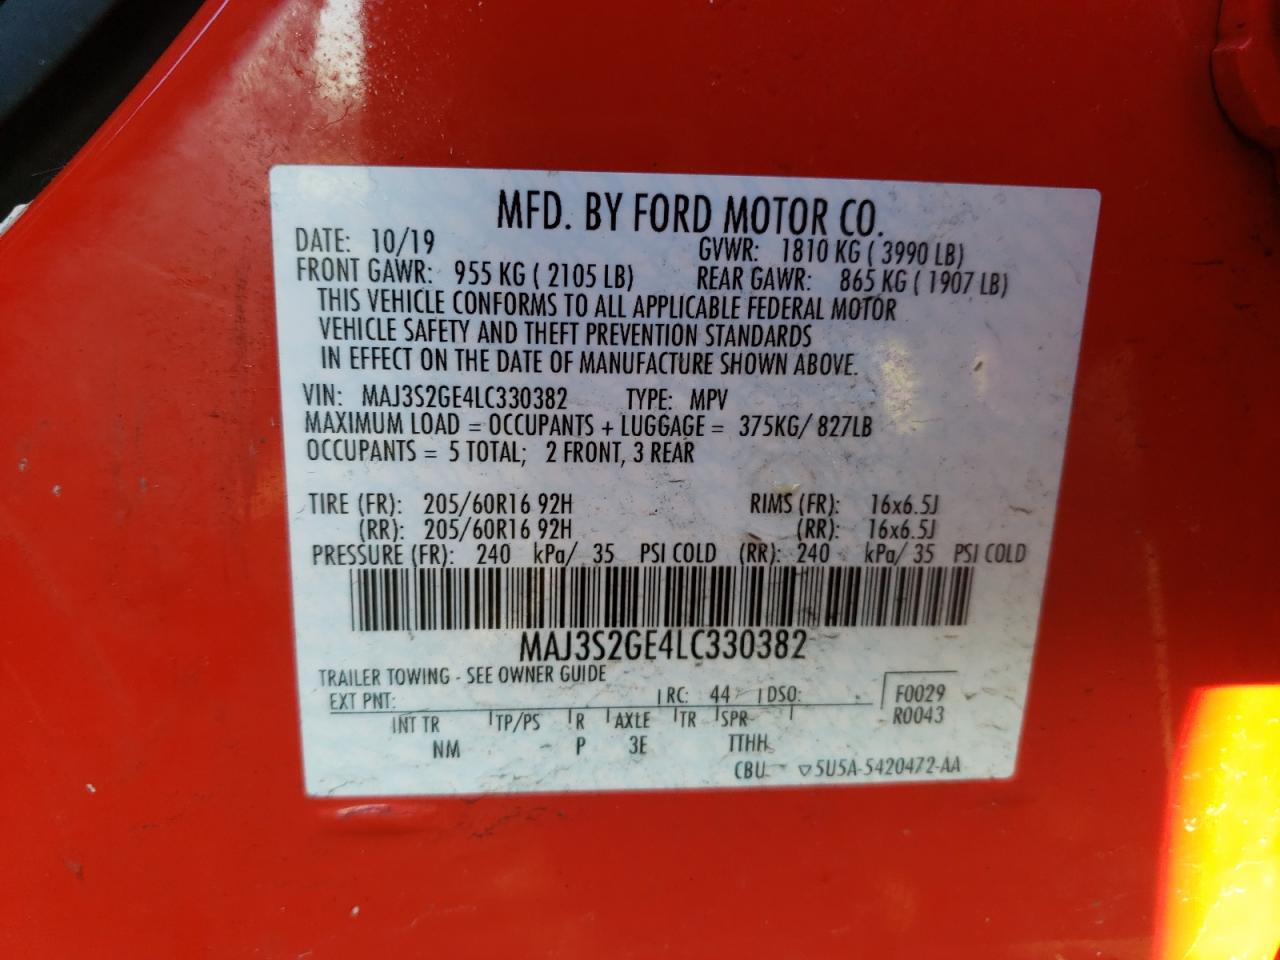 MFD. BY FORD MOTOR CO.
DATE: 10/19 GVWR: 1810 KG ( 3990 LB)
FRONT GAWR: 955 KG ( 2105 LB) REAR GAWR: 865 KG ( 1907 LB)
THIS VEHICLE CONFORMS TO ALL APPLICABLE FEDERAL MOTOR
VEHICLE SAFETY AND THEFT PREVENTION STANDARDS
IN EFFECT ON THE DATE OF MANUFACTURE SHOWN ABOVE.
VIN: MAJ3S2GE4LC330382 TYPE: MPV
MAXIMUM LOAD = OCCUPANTS + LUGGAGE = 375KG/ 827LB
OCCUPANTS = 5 TOTAL; 2 FRONT, 3 REAR
TIRE (FR): 205/60R16 92H RIMS (FR): 16x6.5J
(RR): 205/60R16 92H (RR): 16x6.5J
PRESSURE (FR): 240 kPa/ 35 PSI COLD (RR): 240 kPa/ 35 PSI COLD
MAJ3S2GE4LC330382
TRAILER TOWING - SEE OWNER GUIDE
EXT PNT: RC: 44 DSO: F0029
INT TR TP/PS R AXLE TR SPR R0043
NM - P 3E TTHH
CBU ▽5U5A-5420472-AA